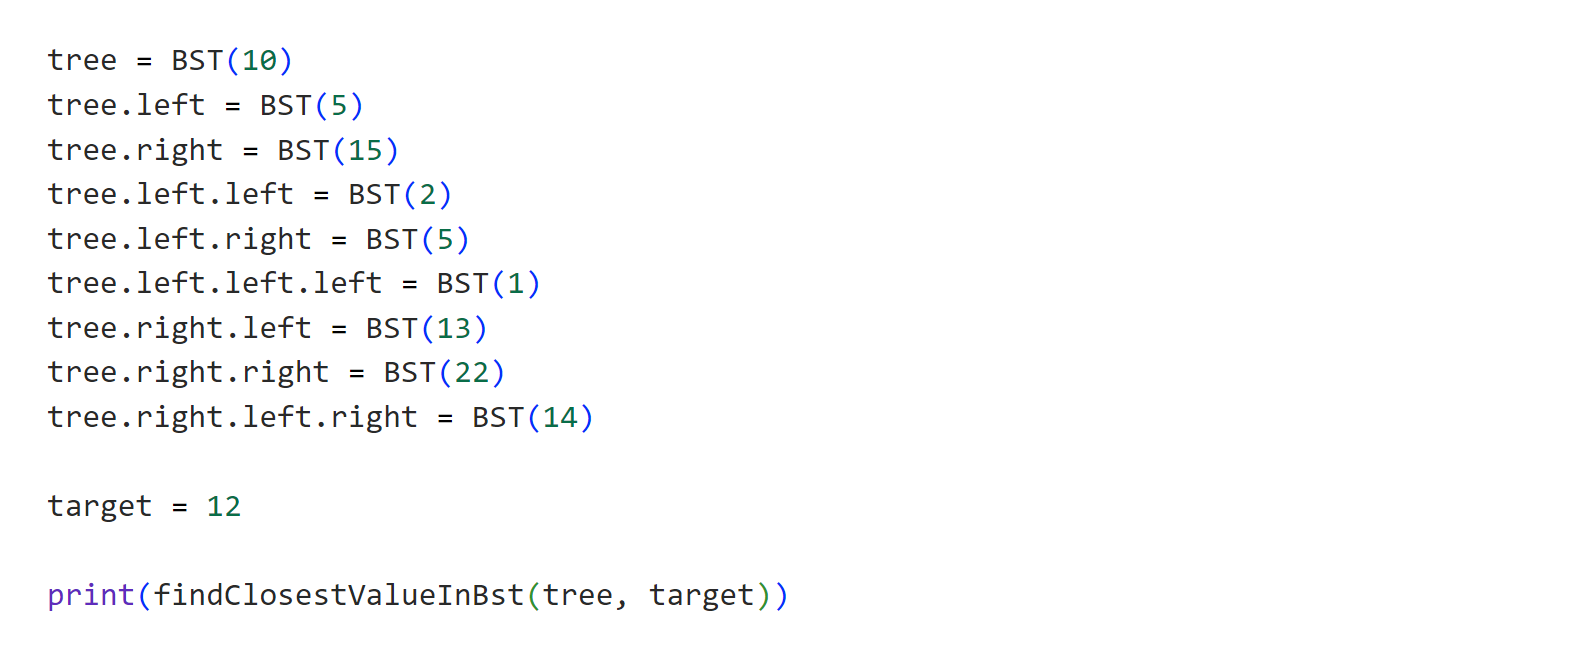 tree = BST(10)
tree.left = BST(5)
tree.right = BST(15)
tree.left.left = BST(2)
tree.left.right = BST(5)
tree.left.left.left = BST(1)
tree.right.left = BST(13)
tree.right.right = BST(22)
tree.right.left.right = BST(14)
target = 12
print(findClosestValueInBst(tree, target))